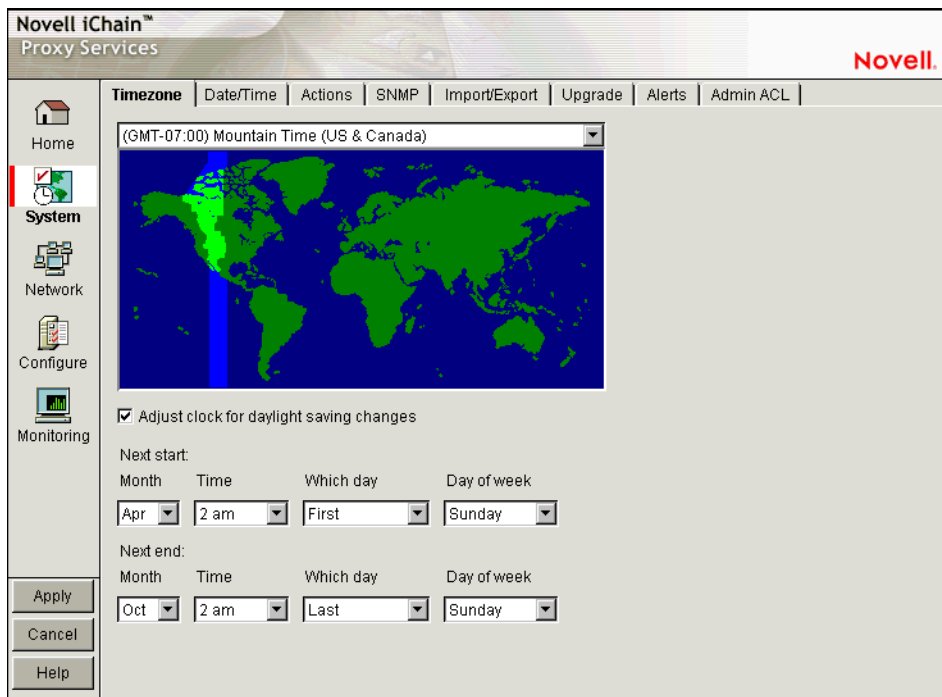 Novell iChain™
Proxy Services
Novell.
Timezone Date/Time Actions SNMP Import/Export Upgrade Alerts Admin ACL
Home
System
Network
Configure
Monitoring
(GMT-07:00) Mountain Time (US & Canada)
Adjust clock for daylight saving changes
Next start:
Month Time Which day Day of week
Apr 2 am First Sunday
Next end:
Month Time Which day Day of week
Oct 2 am Last Sunday
Apply
Cancel
Help